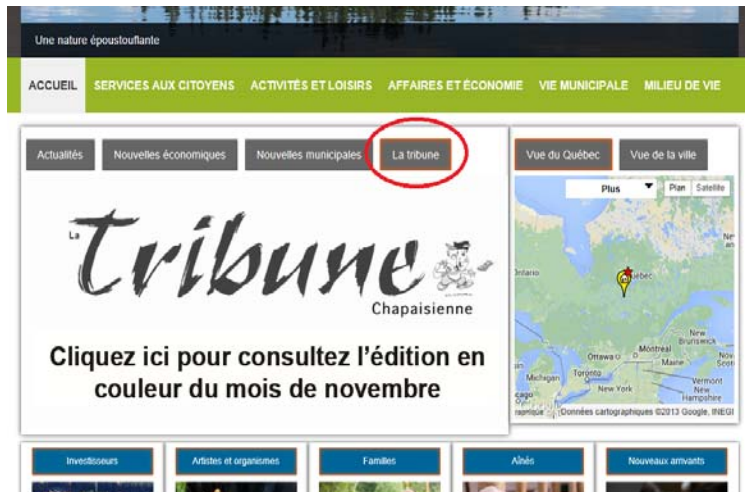 Une nature époustouflante
ACCUEIL SERVICES AUX CITOYENS ACTIVITÉS ET LOISIRS AFFAIRES ET ÉCONOMIE VIE MUNICIPALE MILIEU DE VIE
Actualités Nouvelles économiques Nouvelles municipales La tribune
Vue du Québec Vue de la ville
La
Tribune
Chapaisienne
Cliquez ici pour consultez l'édition en
couleur du mois de novembre
Plus Plan Satellite
Ontario
Québec
New
Brunswick
Montréal
Ottawa
Maine
Toronto
Michigan
Vermont
New York
New
Hampshire
Données cartographiques ©2013 Google, INEGI
Investisseurs Artistes et organismes Familles Aînés Nouveaux arrivants